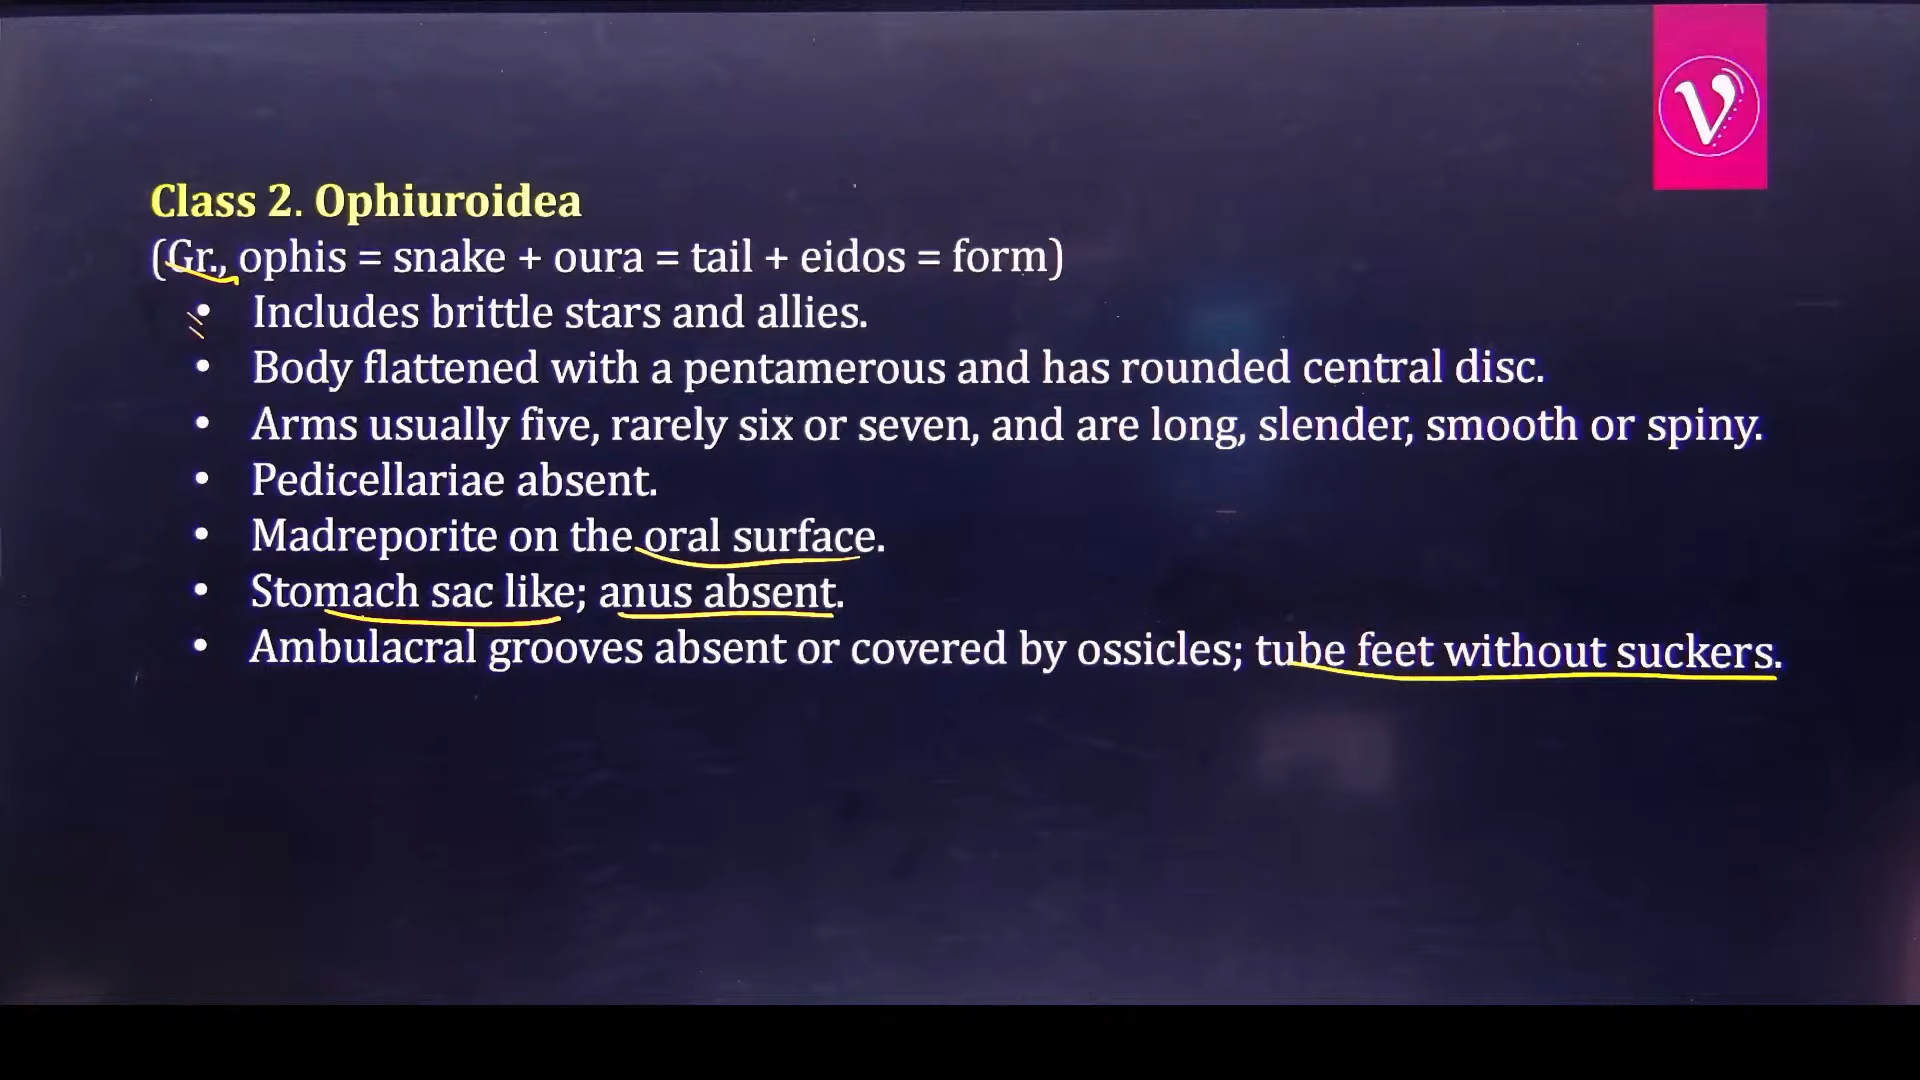 Class 2. Ophiuroidea
(Gr., ophis = snake + oura = tail + eidos = form)
• Includes brittle stars and allies.
• Body flattened with a pentamerous and has rounded central disc.
• Arms usually five, rarely six or seven, and are long, slender, smooth or spiny.
• Pedicellariae absent.
• Madreporite on the oral surface.
• Stomach sac like; anus absent.
• Ambulacral grooves absent or covered by ossicles; tube feet without suckers.
V